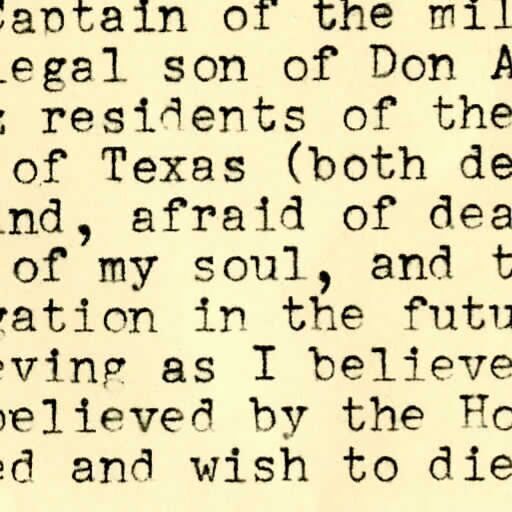 Captain of the mil
legal son of Don A
z residents of the
of Texas (both de
ind, afraid of dea
of my soul, and t
gation in the futu
eving as I believe
believed by the Ho
ed and wish to die